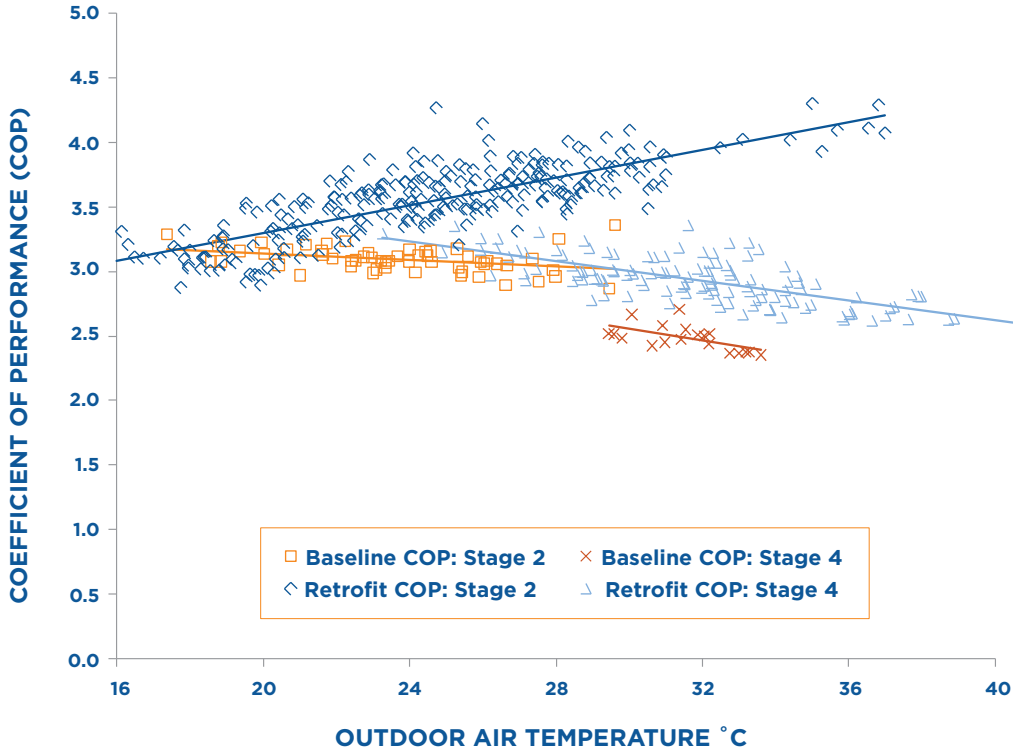 COEFFICIENT OF PERFORMANCE (COP)
5.0
4.5
4.0
3.5
3.0
2.5
2.0
1.5
1.0
0.5
0.0
Baseline COP: Stage 2
Baseline COP: Stage 4
Retrofit COP: Stage 2
Retrofit COP: Stage 4
16 20 24 28 32 36 40
OUTDOOR AIR TEMPERATURE °C